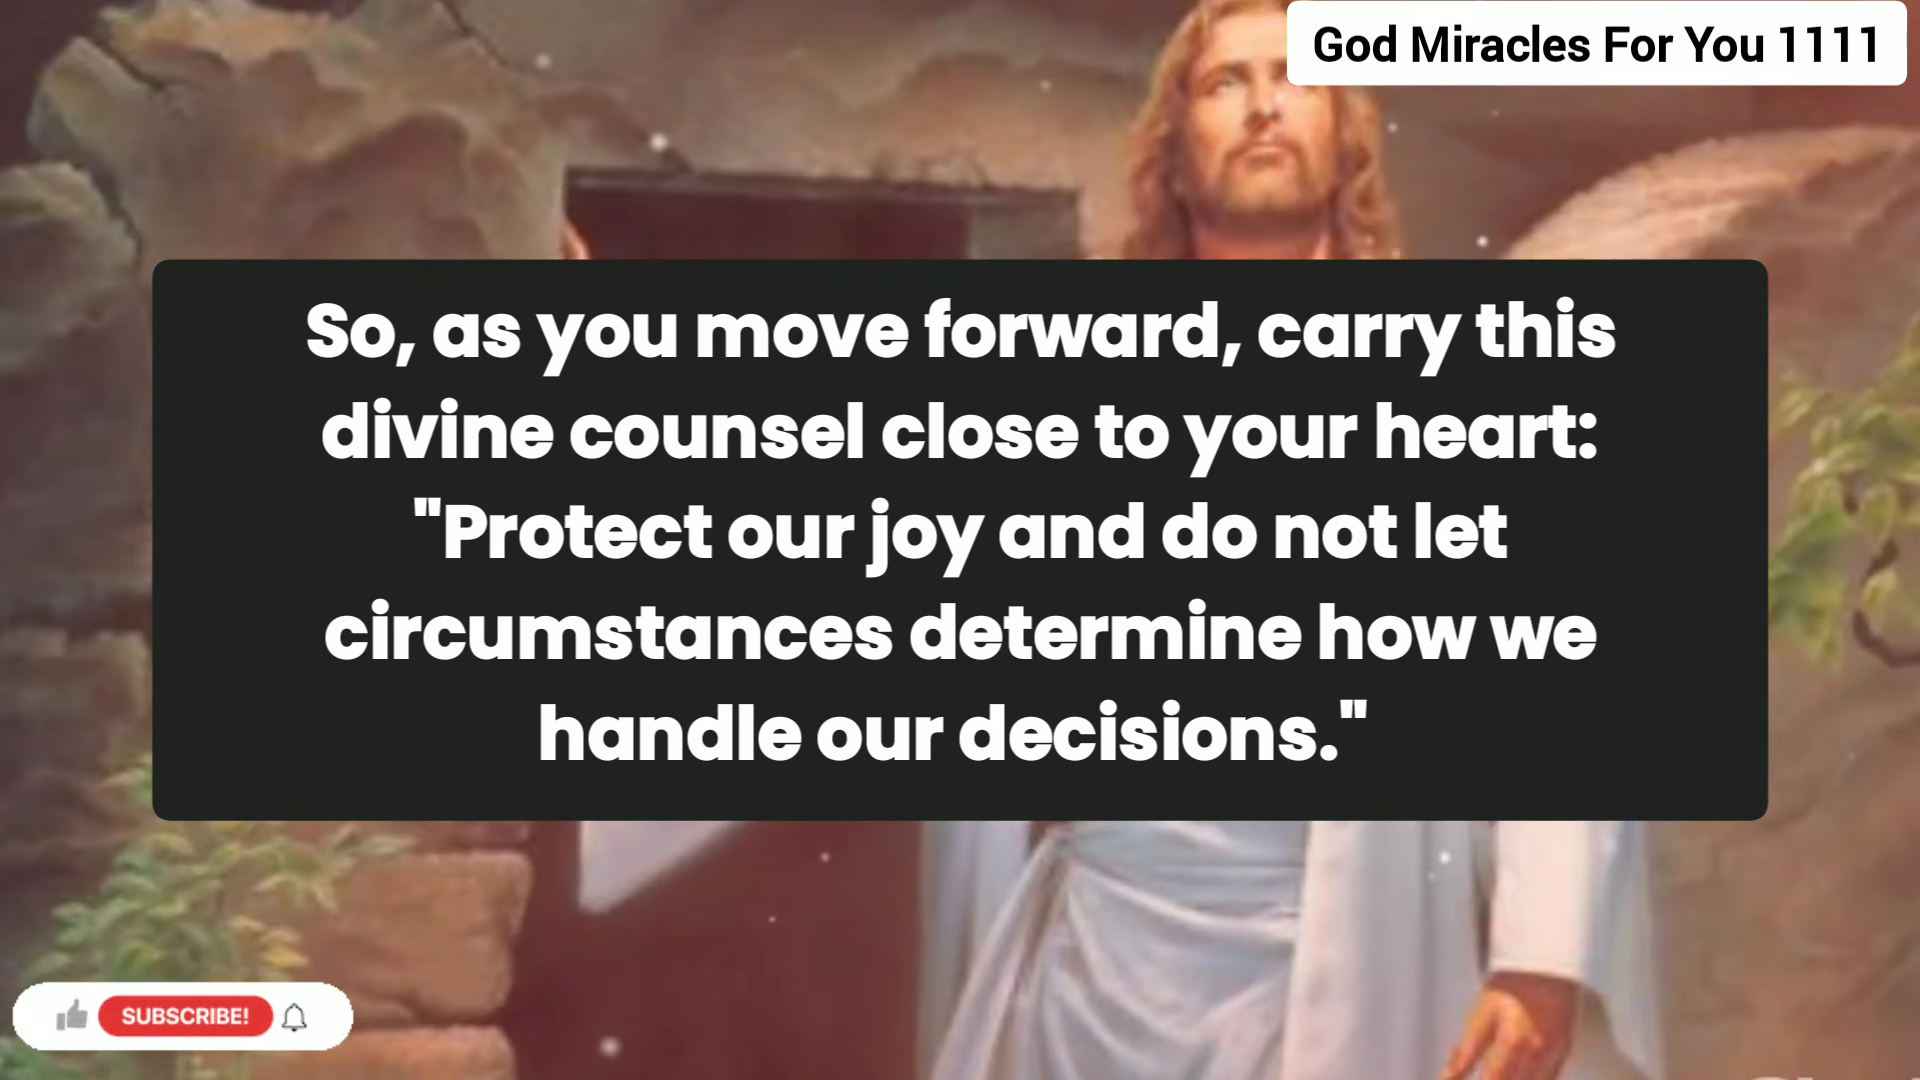 God Miracles For You 1111
So, as you move forward, carry this
divine counsel close to your heart:
"Protect our joy and do not let
circumstances determine how we
handle our decisions."
SUBSCRIBE!